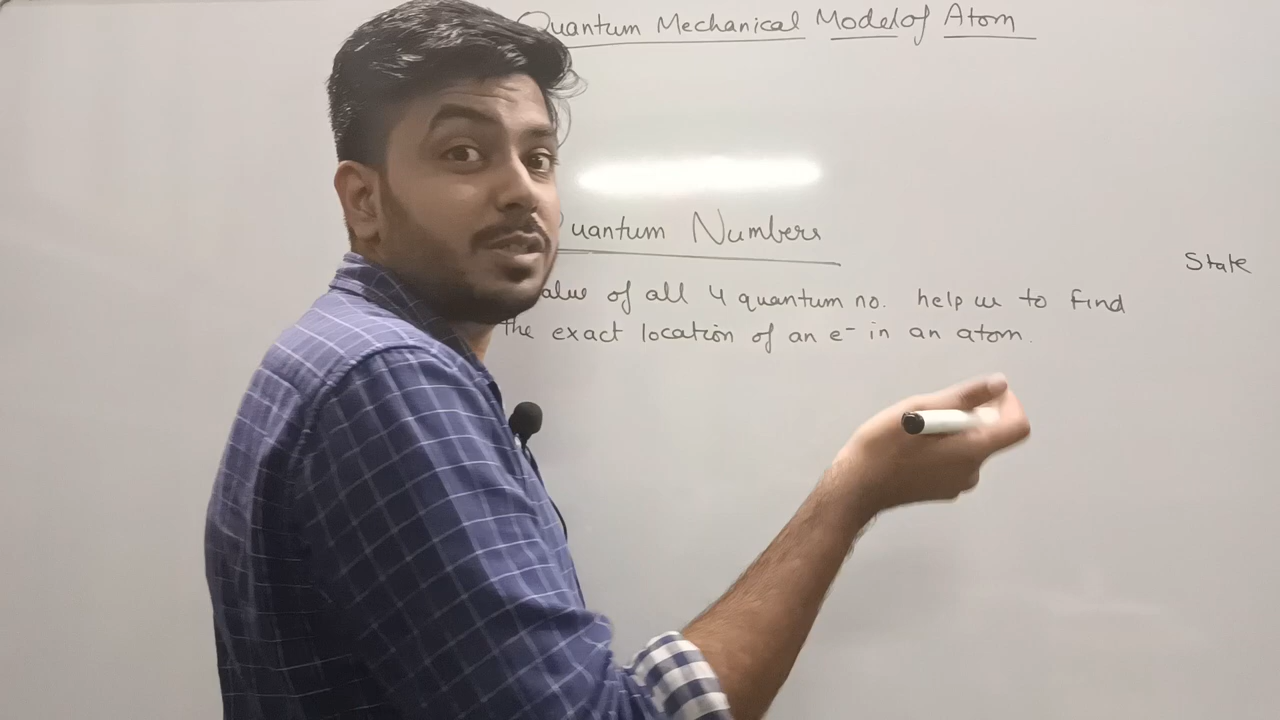 Quantum Mechanical Model of Atom
Quantum Numbers
State
alue of all 4 quantum no. help us to find
the exact location of an e⁻ in an atom.